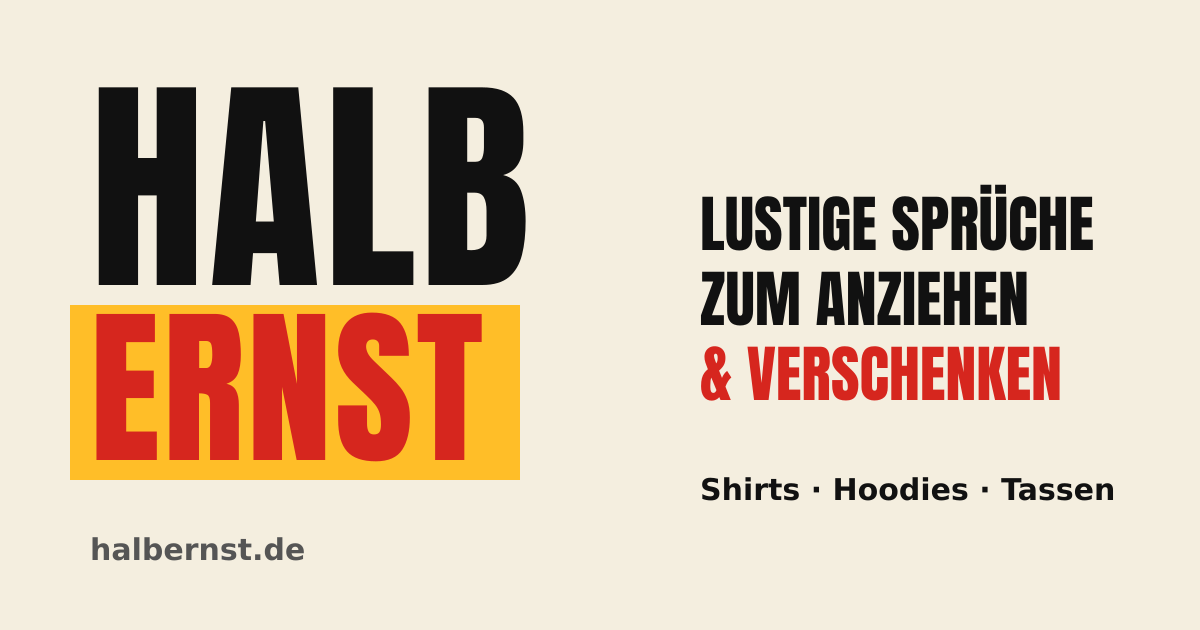 HALB
ERNST
halbernst.de
LUSTIGE SPRÜCHE
ZUM ANZIEHEN
& VERSCHENKEN
Shirts · Hoodies · Tassen